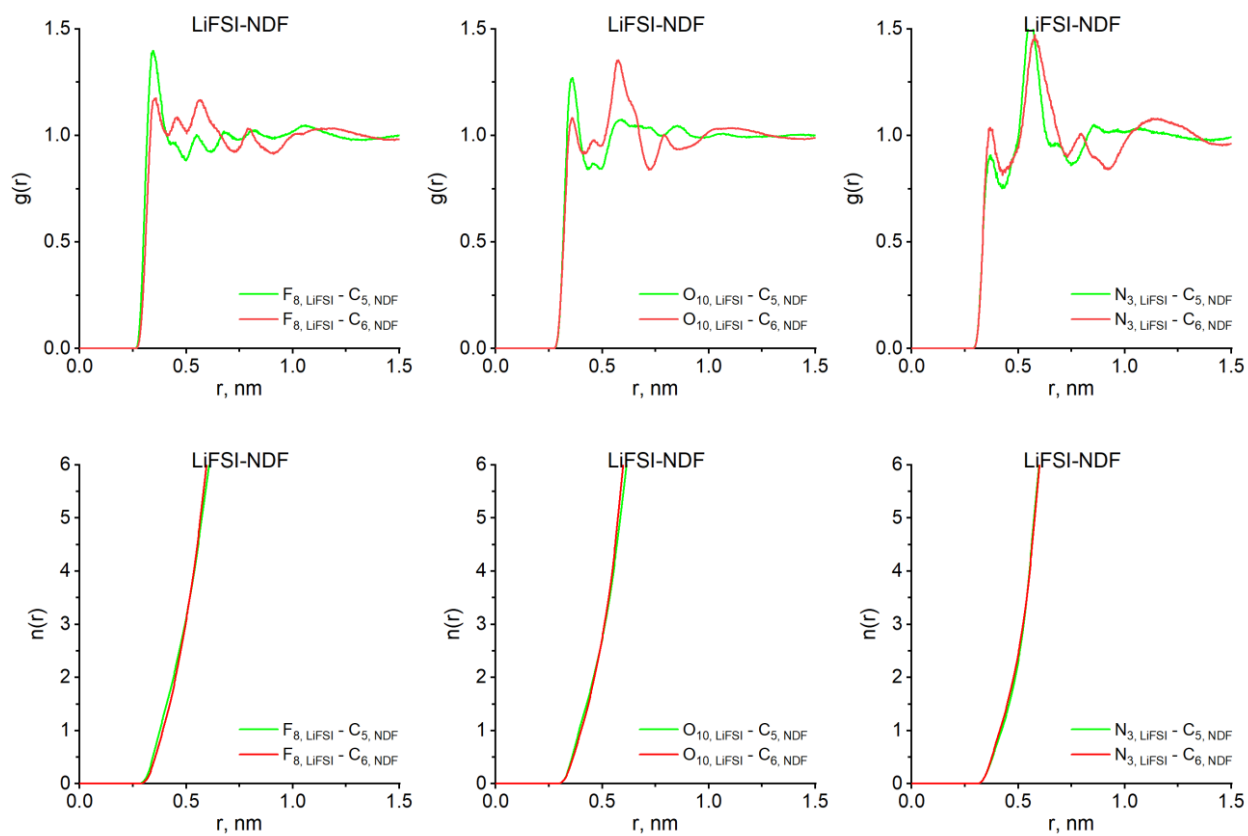 LiFSI-NDF
1.5
1.0
0.5
0.0
g(r)
F8, LiFSI - C5, NDF
F8, LiFSI - C6, NDF
0.0 0.5 1.0 1.5
r, nm
LiFSI-NDF
1.5
1.0
0.5
0.0
g(r)
O10, LiFSI - C5, NDF
O10, LiFSI - C6, NDF
0.0 0.5 1.0 1.5
r, nm
LiFSI-NDF
1.5
1.0
0.5
0.0
g(r)
N3, LiFSI - C5, NDF
N3, LiFSI - C6, NDF
0.0 0.5 1.0 1.5
r, nm
LiFSI-NDF
6
5
4
3
2
1
0
n(r)
F8, LiFSI - C5, NDF
F8, LiFSI - C6, NDF
0.0 0.5 1.0 1.5
r, nm
LiFSI-NDF
6
5
4
3
2
1
0
n(r)
O10, LiFSI - C5, NDF
O10, LiFSI - C6, NDF
0.0 0.5 1.0 1.5
r, nm
LiFSI-NDF
6
5
4
3
2
1
0
n(r)
N3, LiFSI - C5, NDF
N3, LiFSI - C6, NDF
0.0 0.5 1.0 1.5
r, nm